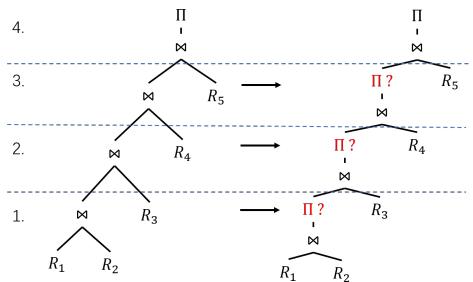 4. Π Π
⋈ ⋈
3. Π ? R₅
⋈ R₅ ⋈
2. Π ? R₄
⋈ R₄ ⋈
1. Π ? R₃
⋈ R₃ ⋈
R₁ R₂ R₁ R₂